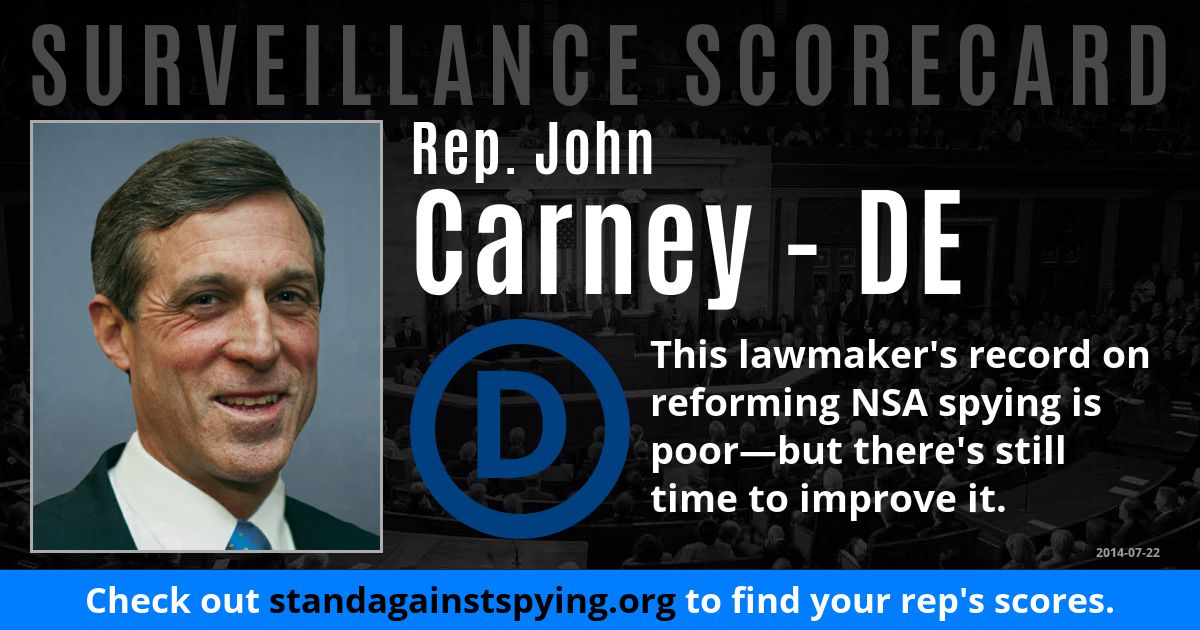 SURVEILLANCE SCORECARD
Rep. John
Carney - DE
D
This lawmaker's record on
reforming NSA spying is
poor—but there's still
time to improve it.
2014-07-22
Check out standagainstspying.org to find your rep's scores.